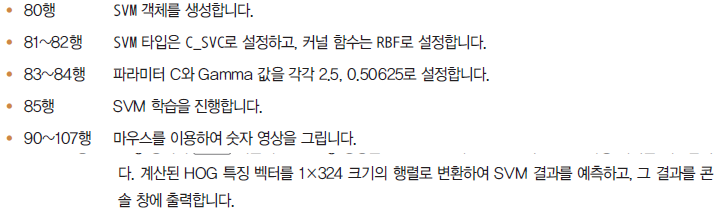 • 80행 SVM 객체를 생성합니다.
• 81~82행 SVM 타입은 C_SVC로 설정하고, 커널 함수는 RBF로 설정합니다.
• 83~84행 파라미터 C와 Gamma 값을 각각 2.5, 0.50625로 설정합니다.
• 85행 SVM 학습을 진행합니다.
• 90~107행 마우스를 이용하여 숫자 영상을 그립니다.
다. 계산된 HOG 특징 벡터를 1×324 크기의 행렬로 변환하여 SVM 결과를 예측하고, 그 결과를 콘
솔 창에 출력합니다.